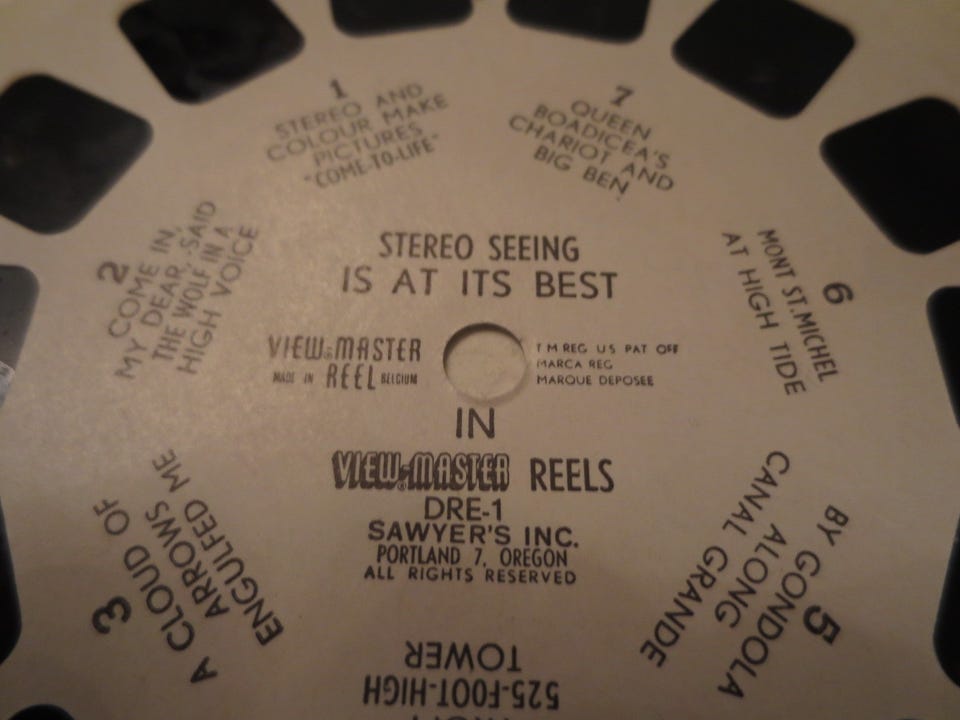 STEREO SEEING
IS AT ITS BEST
VIEW-MASTER
MADE IN REEL BELGIUM
T M REG U S PAT OFF
MARCA REG
MARQUE DEPOSEE
IN
VIEW-MASTER REELS
DRE-1
SAWYER'S INC.
PORTLAND 7, OREGON
ALL RIGHTS RESERVED
1
STEREO AND
COLOUR MAKE
PICTURES
"COME-TO-LIFE"
2
COME IN,
MY DEAR, SAID
THE WOLF IN A
HIGH VOICE
3
A CLOUD OF
ARROWS
ENGULFED ME
525-FOOT-HIGH
TOWER
5
BY GONDOLA
ALONG
CANAL GRANDE
6
MONT ST.MICHEL
AT HIGH TIDE
7
QUEEN
BOADICEA'S
CHARIOT AND
BIG BEN